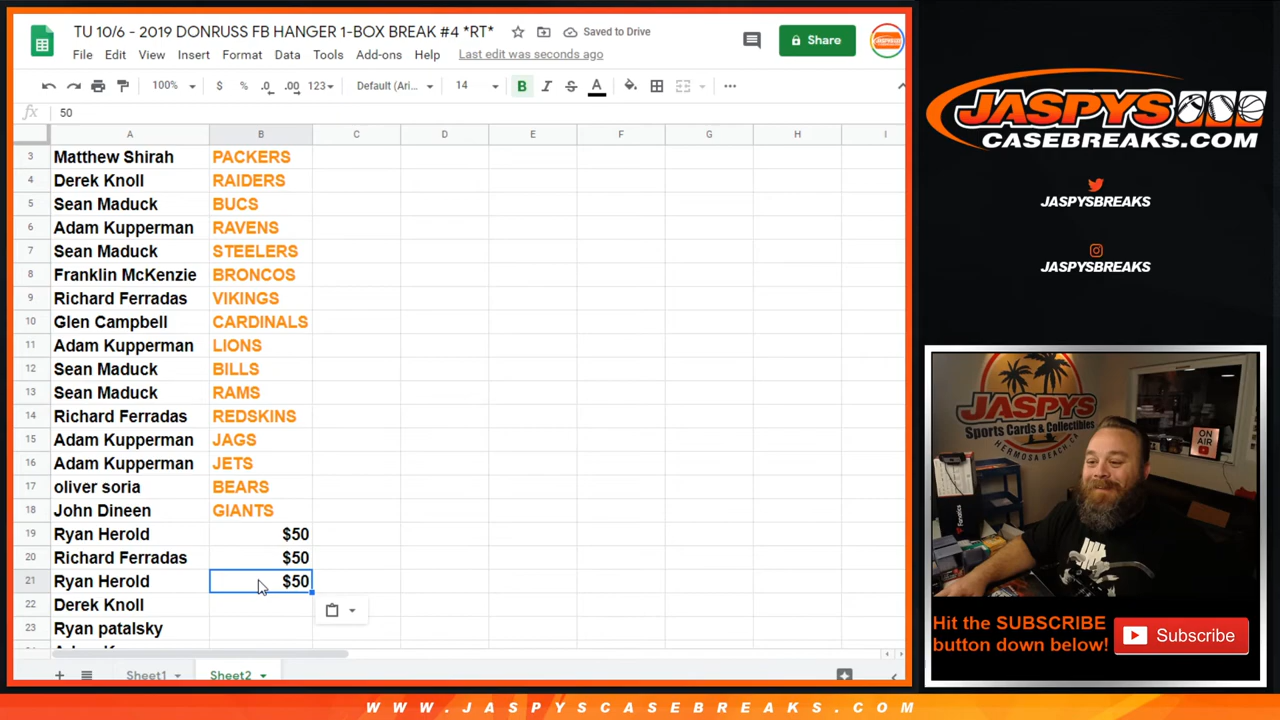 TU 10/6 - 2019 DONRUSS FB HANGER 1-BOX BREAK #4 *RT*
Saved to Drive
File Edit View Insert Format Data Tools Add-ons Help Last edit was seconds ago
Share
100% $ % .0 .00 123 Default (Ari... 14 B I S A
fx 50
A B C D E F G H I
3 Matthew Shirah PACKERS
4 Derek Knoll RAIDERS
5 Sean Maduck BUCS
6 Adam Kupperman RAVENS
7 Sean Maduck STEELERS
8 Franklin McKenzie BRONCOS
9 Richard Ferradas VIKINGS
10 Glen Campbell CARDINALS
11 Adam Kupperman LIONS
12 Sean Maduck BILLS
13 Sean Maduck RAMS
14 Richard Ferradas REDSKINS
15 Adam Kupperman JAGS
16 Adam Kupperman JETS
17 oliver soria BEARS
18 John Dineen GIANTS
19 Ryan Herold $50
20 Richard Ferradas $50
21 Ryan Herold $50
22 Derek Knoll
23 Ryan patalsky
Sheet1 Sheet2
JASPYS
CASEBREAKS.COM
JASPYSBREAKS
JASPYSBREAKS
JASPYS
Sports Cards & Collectibles
HERMOSA BEACH, CA
ON AIR
Fanatics
Hit the SUBSCRIBE
button down below!
Subscribe
WWW.JASPYSCASEBREAKS.COM